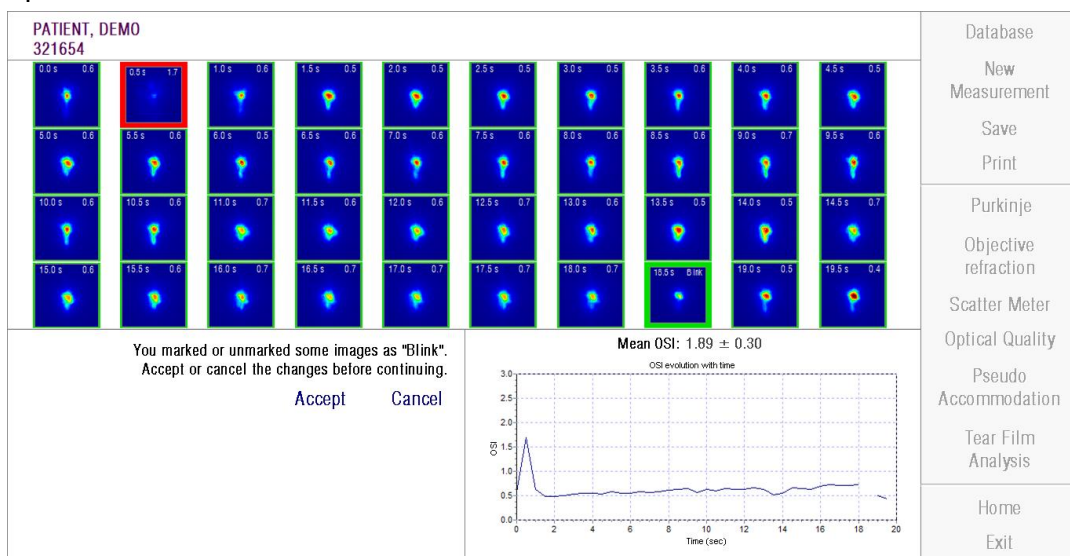 PATIENT, DEMO
321654
0.0 s 0.6
0.5 s 1.7
1.0 s 0.6
1.5 s 0.5
2.0 s 0.5
2.5 s 0.5
3.0 s 0.5
3.5 s 0.6
4.0 s 0.6
4.5 s 0.5
5.0 s 0.6
5.5 s 0.6
6.0 s 0.5
6.5 s 0.6
7.0 s 0.6
7.5 s 0.6
8.0 s 0.6
8.5 s 0.6
9.0 s 0.7
9.5 s 0.6
10.0 s 0.6
10.5 s 0.6
11.0 s 0.7
11.5 s 0.6
12.0 s 0.6
12.5 s 0.7
13.0 s 0.6
13.5 s 0.5
14.0 s 0.5
14.5 s 0.7
15.0 s 0.6
15.5 s 0.6
16.0 s 0.7
16.5 s 0.7
17.0 s 0.7
17.5 s 0.7
18.0 s 0.7
18.5 s Blink
19.0 s 0.5
19.5 s 0.4
You marked or unmarked some images as "Blink".
Accept or cancel the changes before continuing.
Accept Cancel
Mean OSI: 1.89 ± 0.30
OSI evolution with time
3.0
2.5
2.0
1.5
1.0
0.5
0.0
OSI
0 2 4 6 8 10 12 14 16 18 20
Time (sec)
Database
New
Measurement
Save
Print
Purkinje
Objective
refraction
Scatter Meter
Optical Quality
Pseudo
Accommodation
Tear Film
Analysis
Home
Exit